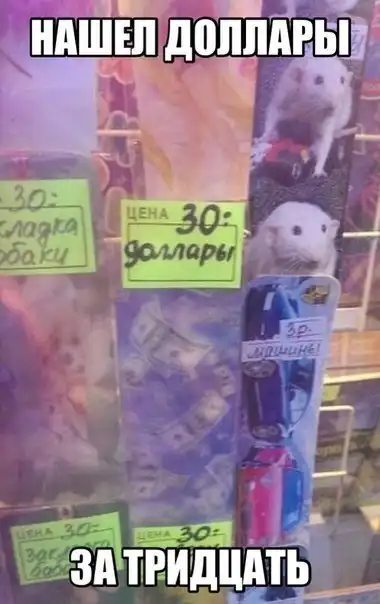 НАШЕЛ ДОЛЛАРЫ
30=
ЦЕНА 30=
доллары
3р.
машины
ЦЕНА 30=
ЦЕНА 30=
ЗА ТРИДЦАТЬ